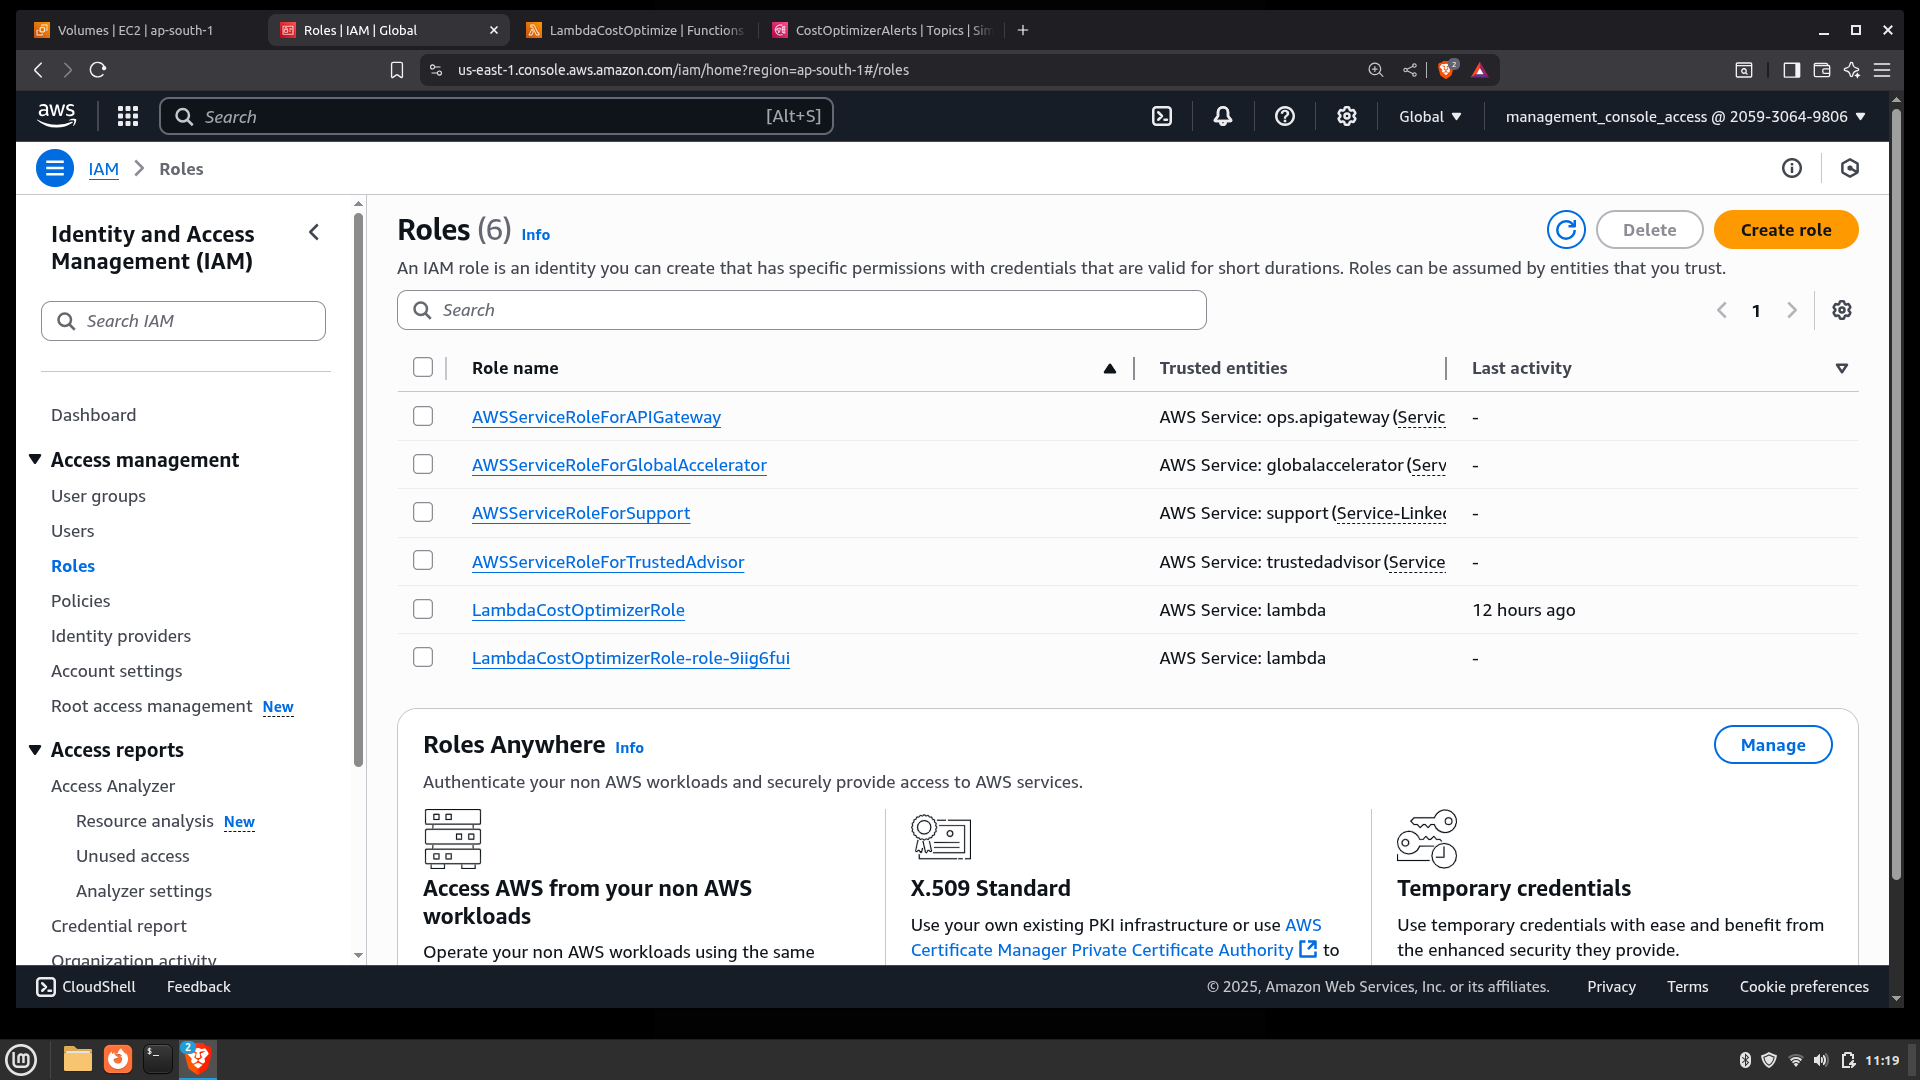 Volumes | EC2 | ap-south-1
Roles | IAM | Global
LambdaCostOptimize | Functions
CostOptimizerAlerts | Topics | Sim
us-east-1.console.aws.amazon.com/iam/home?region=ap-south-1#/roles
2
aws
Search
[Alt+S]
Global
management_console_access @ 2059-3064-9806
IAM
Roles
Identity and Access
Management (IAM)
Search IAM
Dashboard
Access management
User groups
Users
Roles
Policies
Identity providers
Account settings
Root access management New
Access reports
Access Analyzer
Resource analysis New
Unused access
Analyzer settings
Credential report
Organization activity
Roles (6) Info
Delete
Create role
An IAM role is an identity you can create that has specific permissions with credentials that are valid for short durations. Roles can be assumed by entities that you trust.
Search
1
Role name
Trusted entities
Last activity
AWSServiceRoleForAPIGateway
AWS Service: ops.apigateway (Servic
-
AWSServiceRoleForGlobalAccelerator
AWS Service: globalaccelerator (Serv
-
AWSServiceRoleForSupport
AWS Service: support (Service-Linked
-
AWSServiceRoleForTrustedAdvisor
AWS Service: trustedadvisor (Service
-
LambdaCostOptimizerRole
AWS Service: lambda
12 hours ago
LambdaCostOptimizerRole-role-9iig6fui
AWS Service: lambda
-
Roles Anywhere Info
Manage
Authenticate your non AWS workloads and securely provide access to AWS services.
Access AWS from your non AWS
workloads
Operate your non AWS workloads using the same
X.509 Standard
Use your own existing PKI infrastructure or use AWS
Certificate Manager Private Certificate Authority to
Temporary credentials
Use temporary credentials with ease and benefit from
the enhanced security they provide.
CloudShell
Feedback
© 2025, Amazon Web Services, Inc. or its affiliates.
Privacy
Terms
Cookie preferences
2
11:19